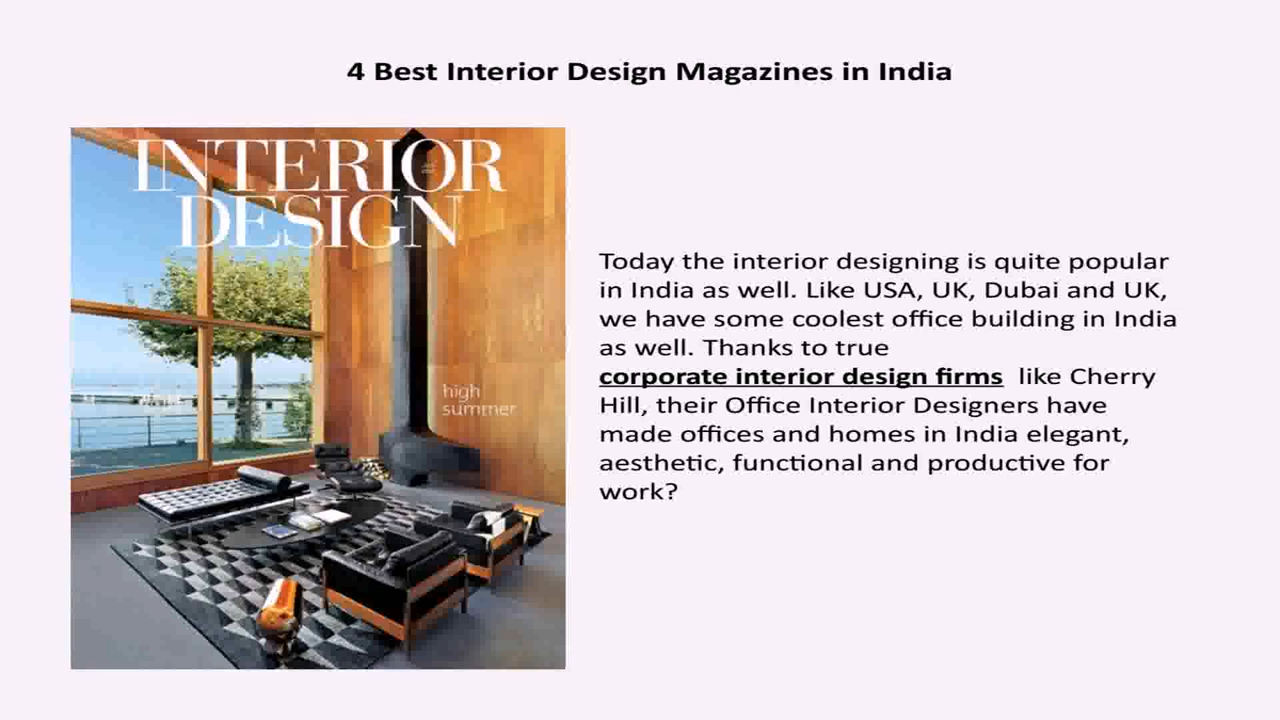 4 Best Interior Design Magazines in India
INTERIOR
DESIGN
high
summer
Today the interior designing is quite popular
in India as well. Like USA, UK, Dubai and UK,
we have some coolest office building in India
as well. Thanks to true
corporate interior design firms like Cherry
Hill, their Office Interior Designers have
made offices and homes in India elegant,
aesthetic, functional and productive for
work?